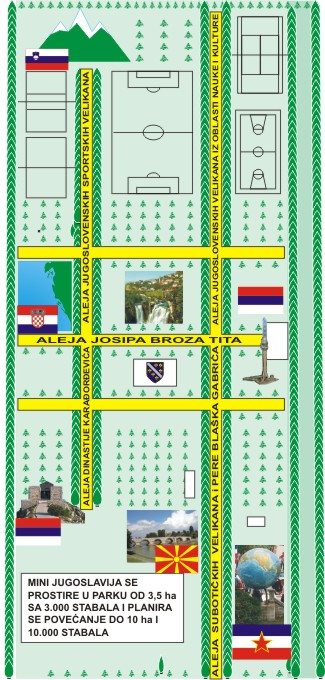 ALEJA JUGOSLOVENSKIH SPORTSKIH VELIKANA
ALEJA JUGOSLOVENSKIH VELIKANA IZ OBLASTI NAUKE I KULTURE
ALEJA JOSIPA BROZA TITA
ALEJA DINASTIJE KARAĐORĐEVIĆA
ALEJA SUBOTIČKIH VELIKANA i PERE BLAŠKA GABRIĆA
MINI JUGOSLAVIJA SE
PROSTIRE U PARKU OD 3,5 ha
SA 3.000 STABALA I PLANIRA
SE POVEĆANJE DO 10 ha I
10.000 STABALA